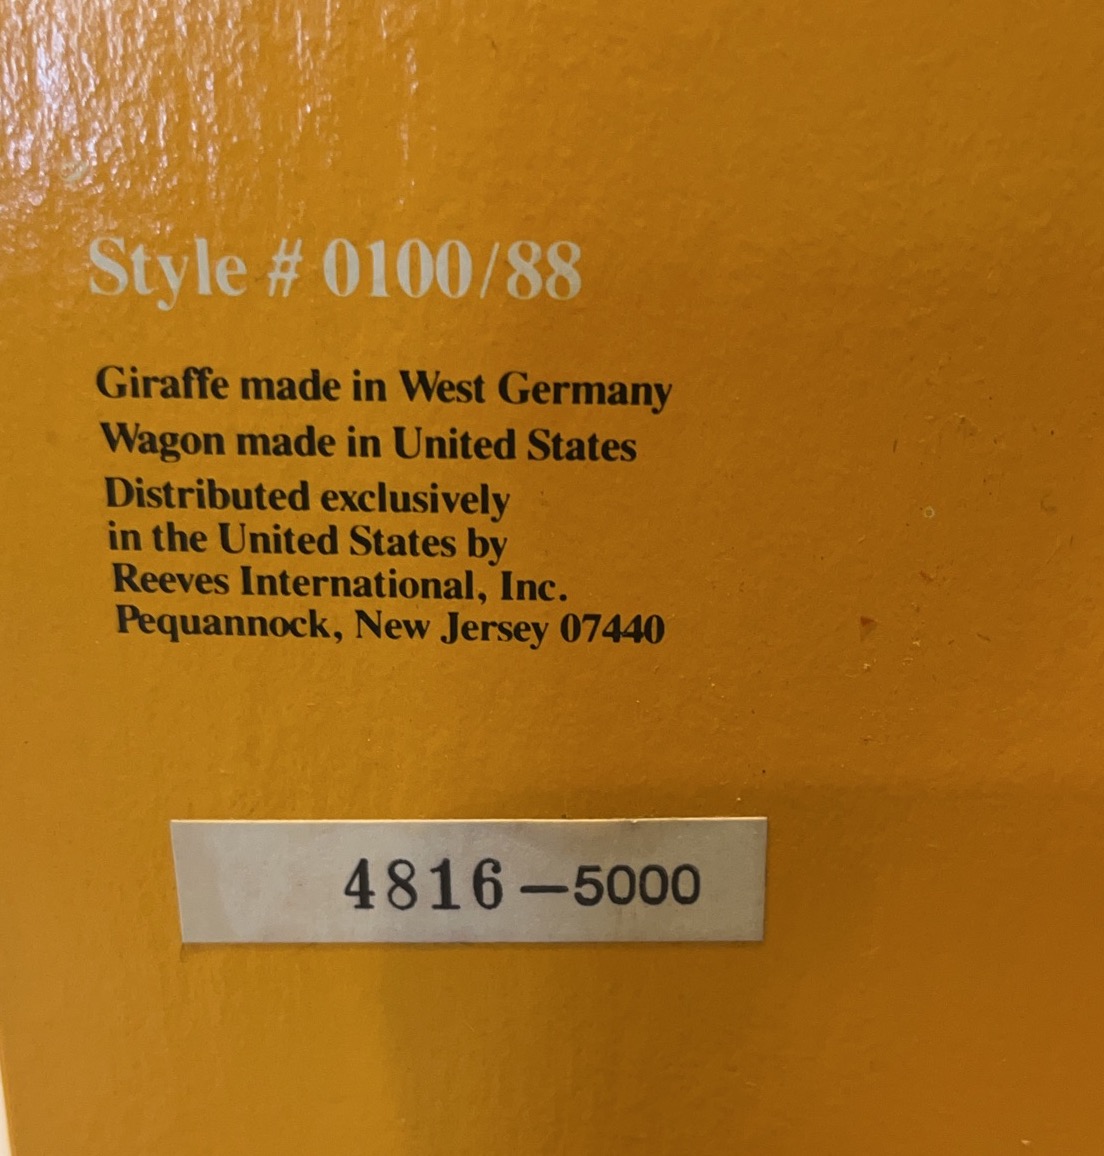 Style # 0100/88
Giraffe made in West Germany
Wagon made in United States
Distributed exclusively
in the United States by
Reeves International, Inc.
Pequannock, New Jersey 07440
4816-5000